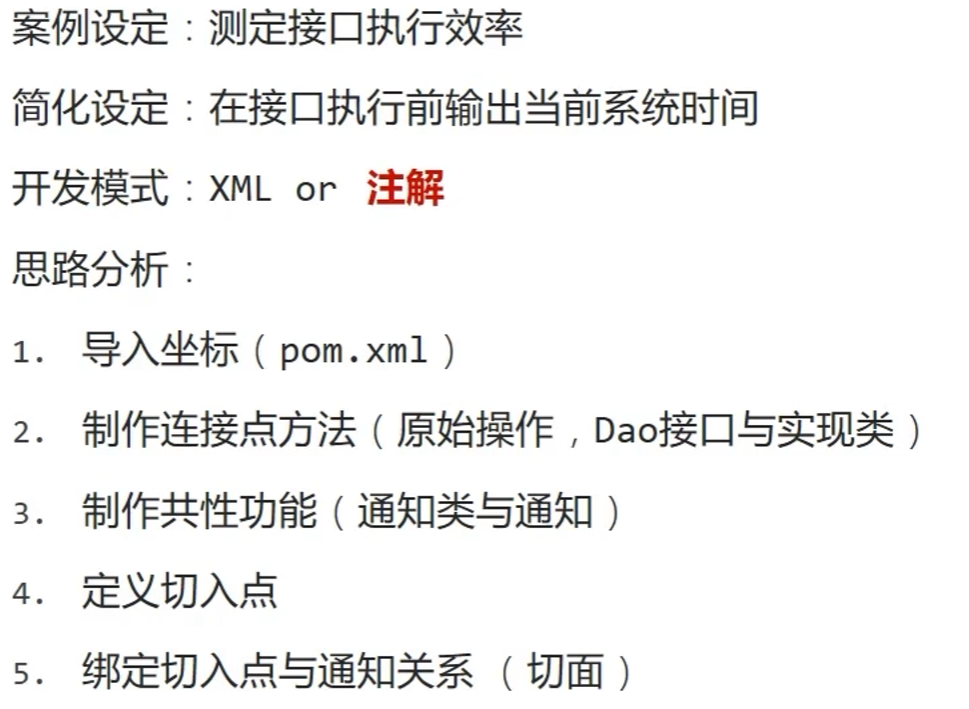 案例设定：测定接口执行效率
简化设定：在接口执行前输出当前系统时间
开发模式：XML or 注解
思路分析：
1. 导入坐标（pom.xml）
2. 制作连接点方法（原始操作，Dao接口与实现类）
3. 制作共性功能（通知类与通知）
4. 定义切入点
5. 绑定切入点与通知关系（切面）